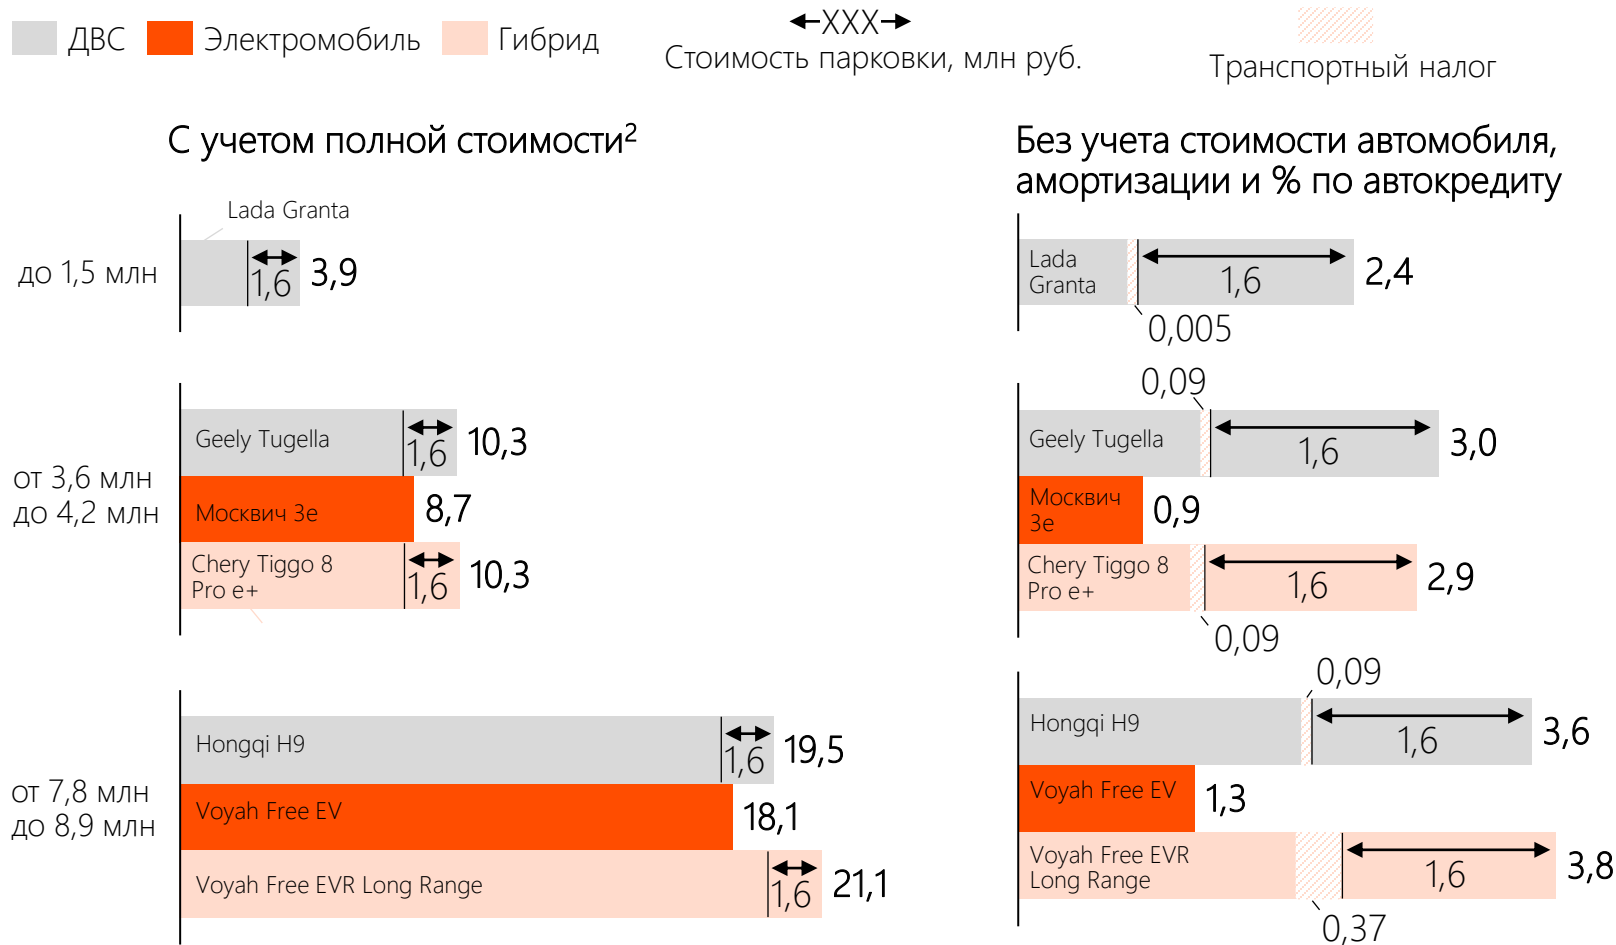 ДВС
Электромобиль
Гибрид
XXX
Стоимость парковки, млн руб.
Транспортный налог
С учетом полной стоимости²
Без учета стоимости автомобиля,
амортизации и % по автокредиту
до 1,5 млн
Lada Granta
1,6
3,9
Lada
Granta
1,6
2,4
0,005
от 3,6 млн
до 4,2 млн
Geely Tugella
1,6
10,3
Москвич 3е
8,7
Chery Tiggo 8
Pro e+
1,6
10,3
0,09
Geely Tugella
1,6
3,0
Москвич
3е
0,9
Chery Tiggo 8
Pro e+
1,6
2,9
0,09
от 7,8 млн
до 8,9 млн
Hongqi H9
1,6
19,5
Voyah Free EV
18,1
Voyah Free EVR Long Range
1,6
21,1
0,09
Hongqi H9
1,6
3,6
Voyah Free EV
1,3
Voyah Free EVR
Long Range
1,6
3,8
0,37